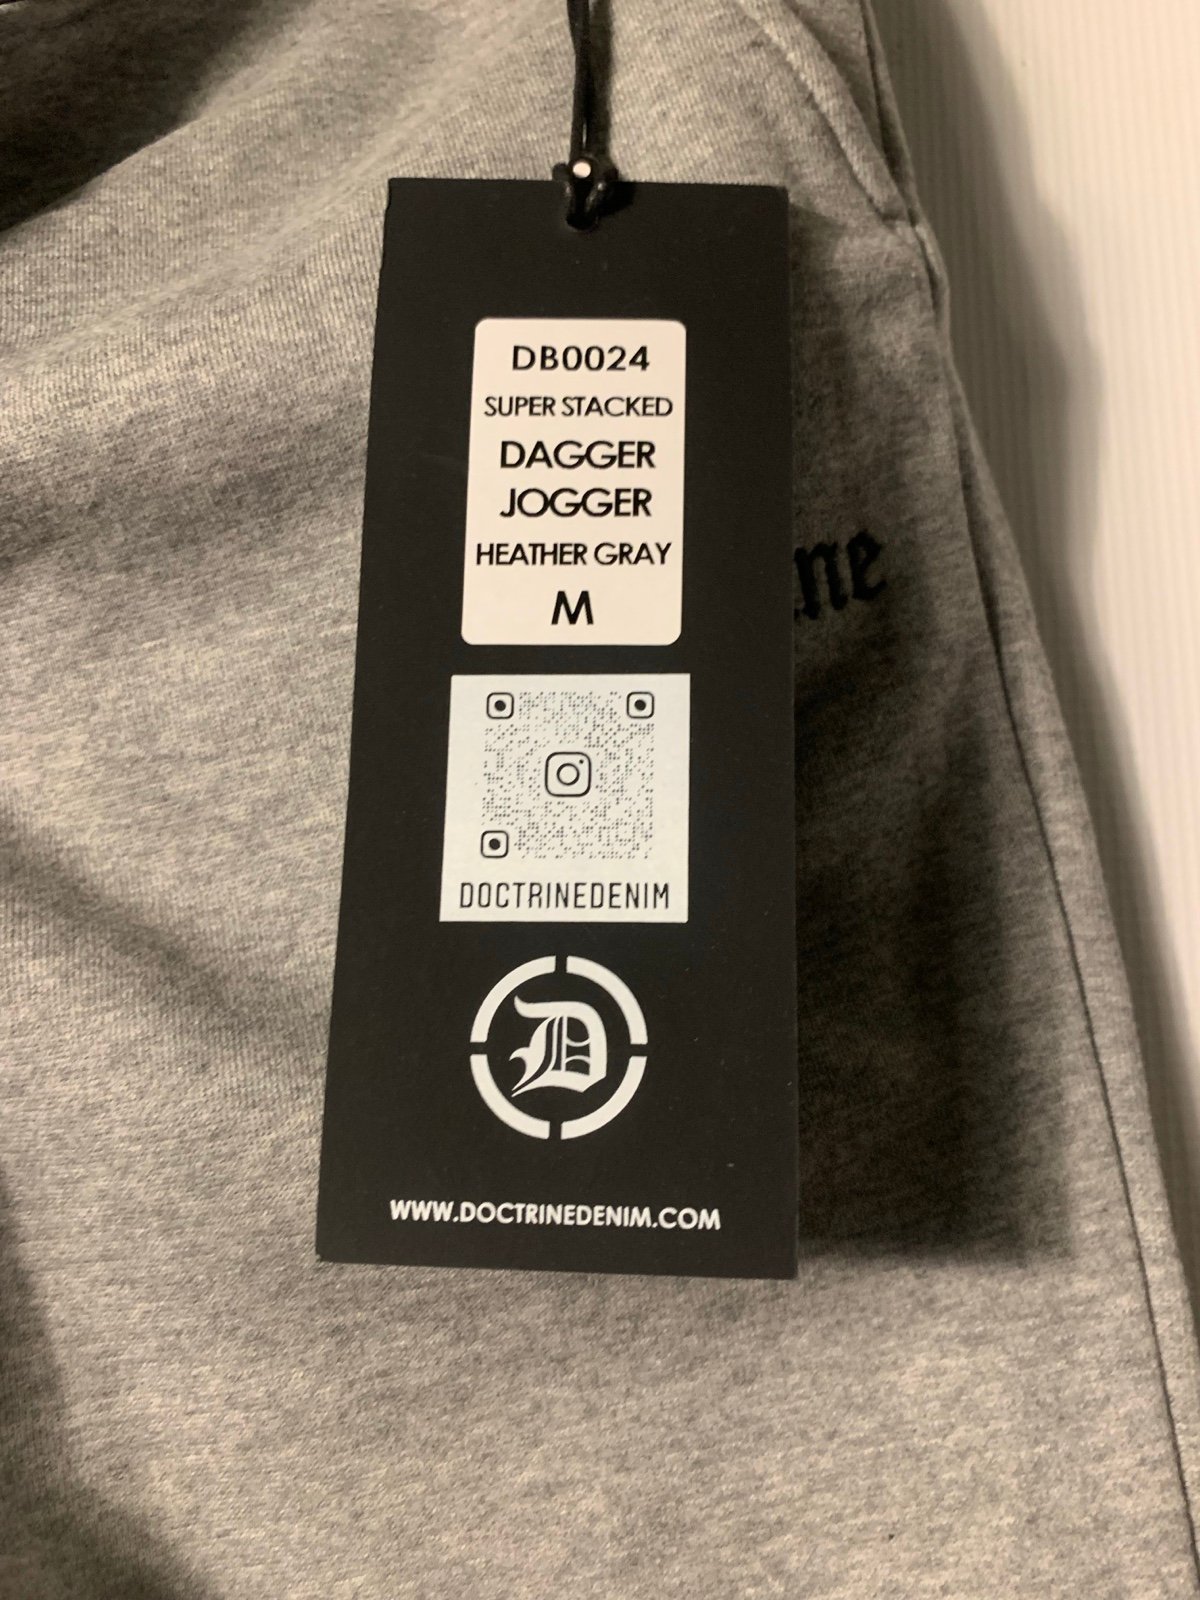 DB0024
SUPER STACKED
DAGGER
JOGGER
HEATHER GRAY
M
DOCTRINEDENIM
D
WWW.DOCTRINEDENIM.COM